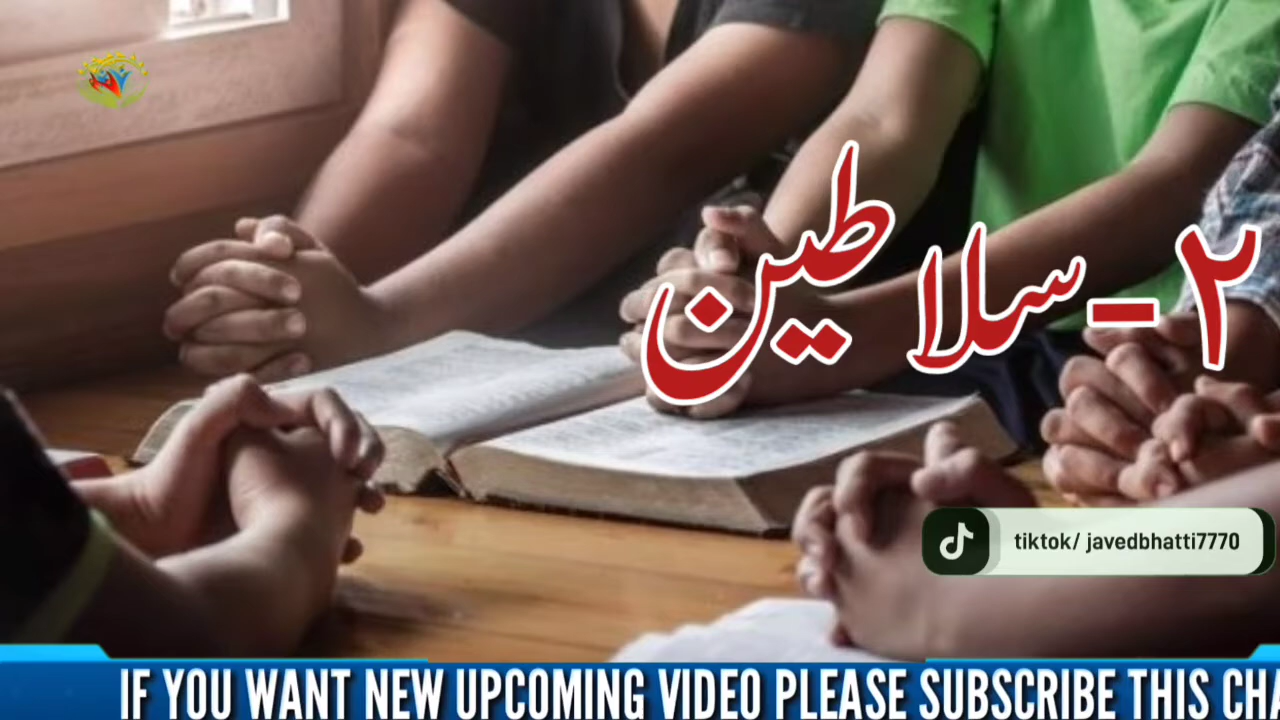 ۲-سلاطین
tiktok/ javedbhatti7770
IF YOU WANT NEW UPCOMING VIDEO PLEASE SUBSCRIBE THIS CHA